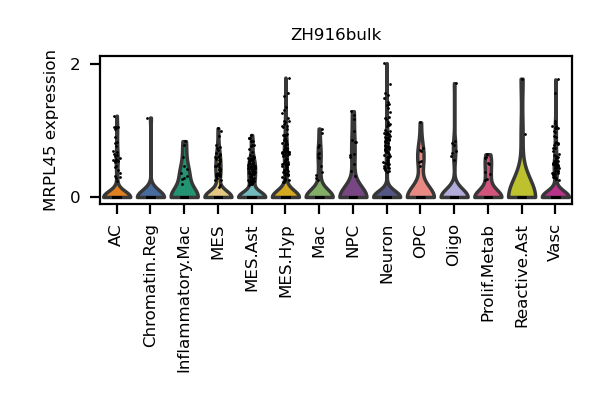 ZH916bulk
MRPL45 expression
2
0
AC
Chromatin.Reg
Inflammatory.Mac
MES
MES.Ast
MES.Hyp
Mac
NPC
Neuron
OPC
Oligo
Prolif.Metab
Reactive.Ast
Vasc